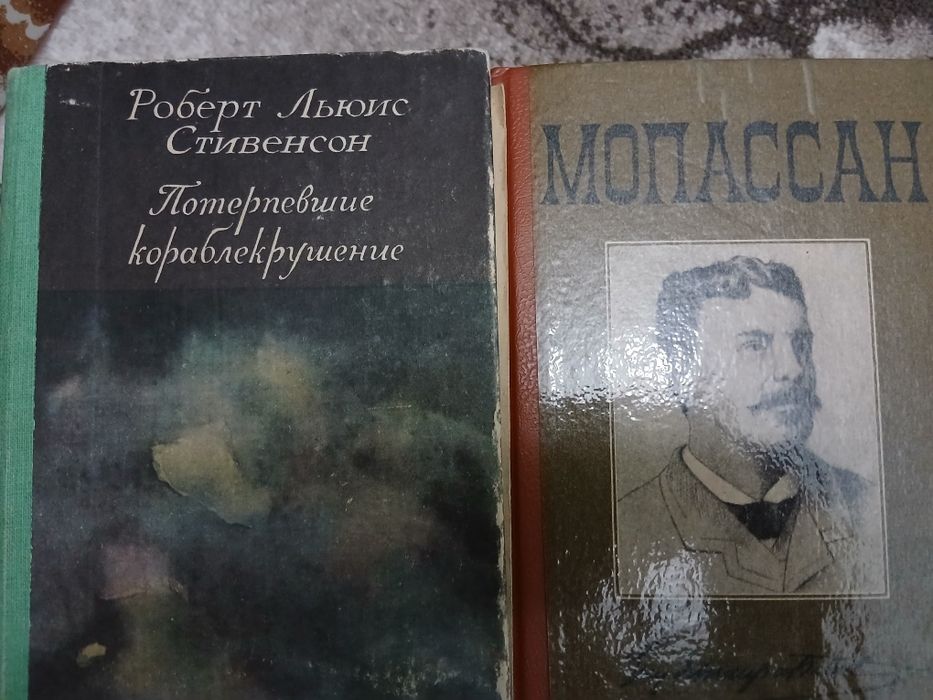 Роберт Льюис
Стивенсон
Потерпевшие
кораблекрушение
МОПАССАН